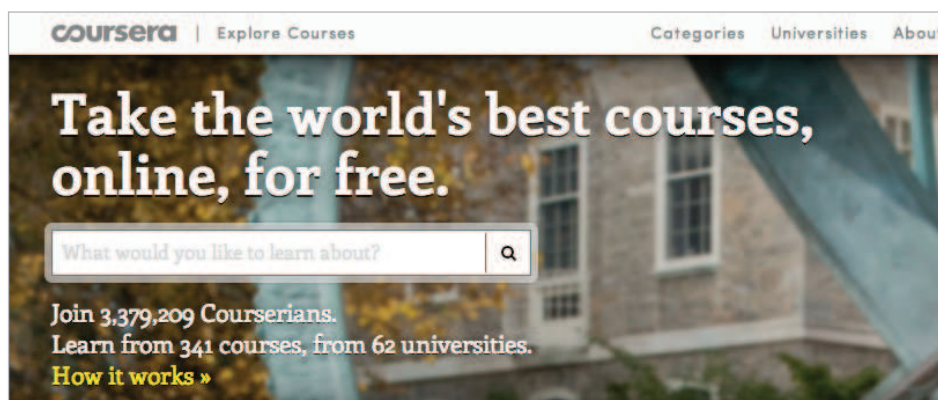 coursera | Explore Courses Categories Universities Abou
Take the world's best courses,
online, for free.
What would you like to learn about?
Join 3,379,209 Courserians.
Learn from 341 courses, from 62 universities.
How it works »